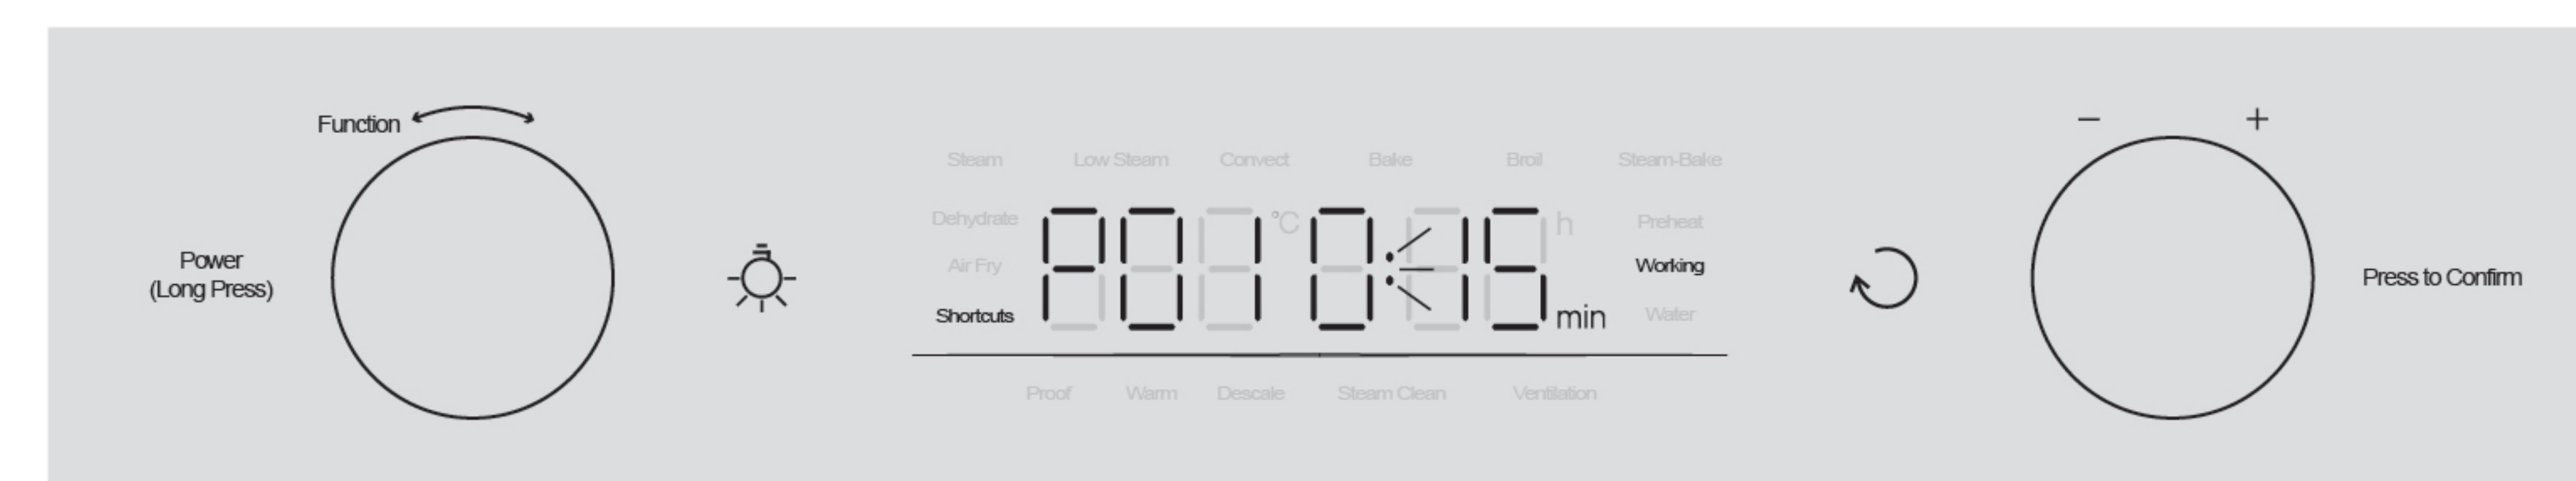 Function
Power
(Long Press)
Steam Low Steam Convect Bake Broil Steam-Bake
Dehydrate °C h Preheat
Air Fry P01 0:15 Working
Shortcuts min Water
Proof Warm Descale Steam Clean Ventilation
− +
Press to Confirm